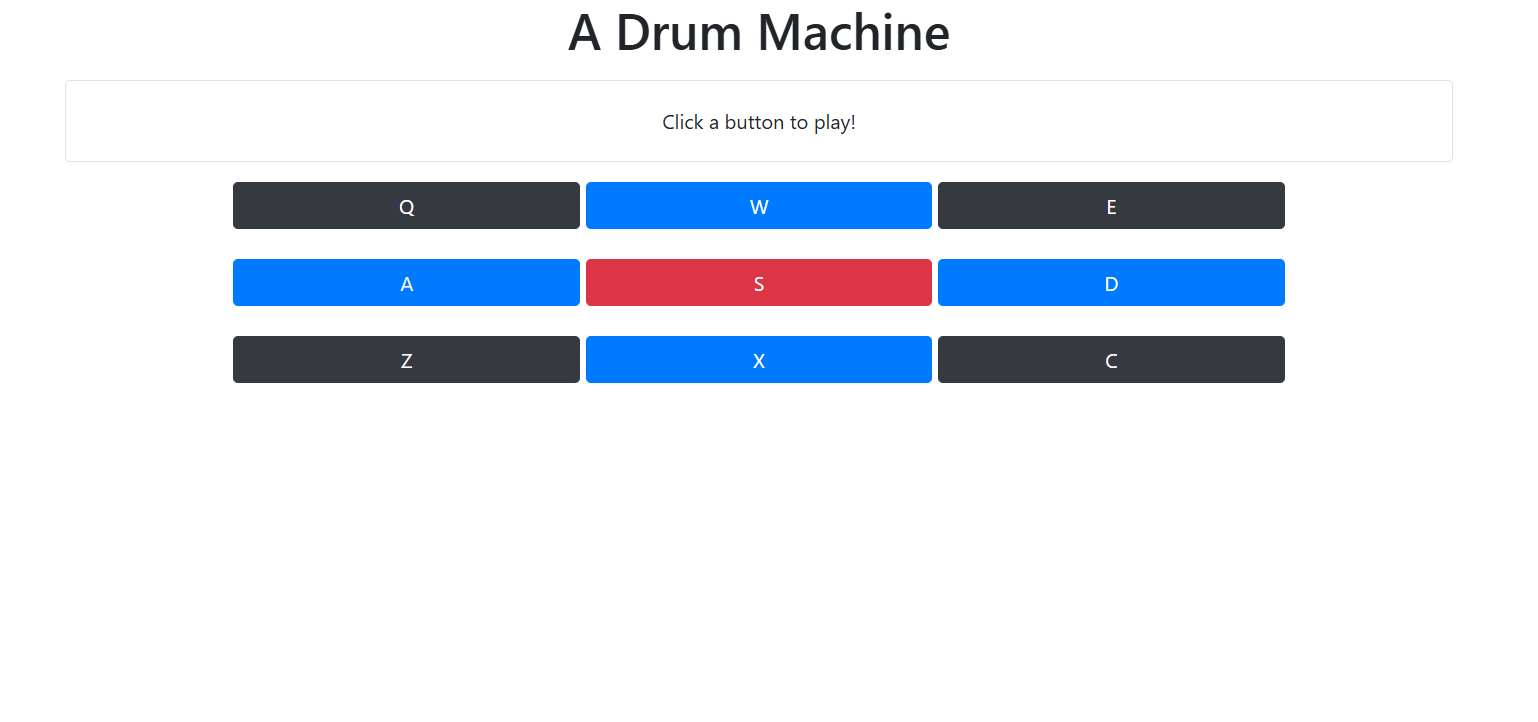 A Drum Machine
Click a button to play!
Q W E
A S D
Z X C